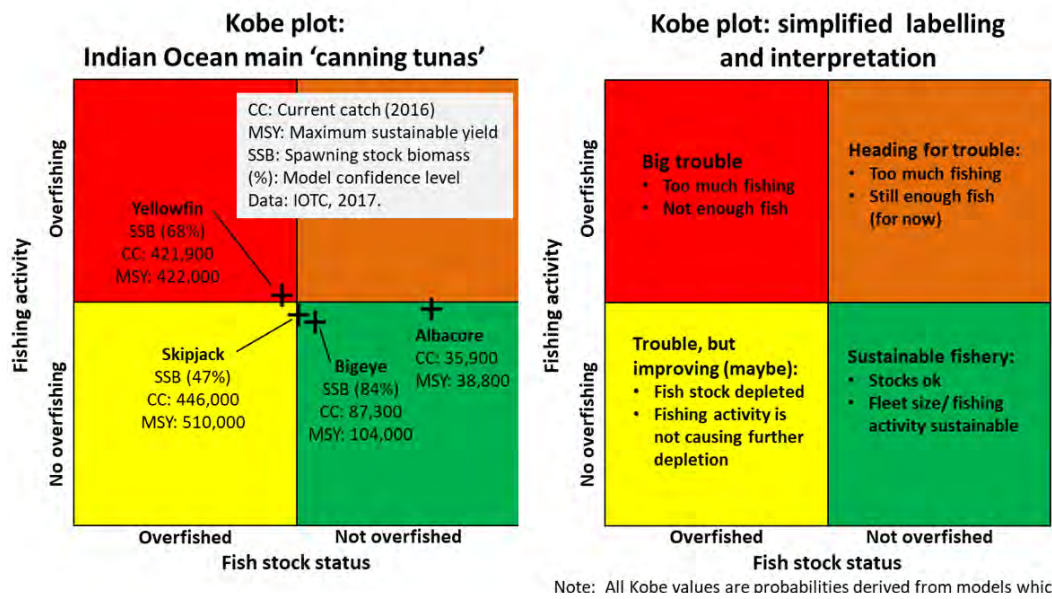 Kobe plot:
Indian Ocean main ‘canning tunas’
CC: Current catch (2016)
MSY: Maximum sustainable yield
SSB: Spawning stock biomass
(%): Model confidence level
Data: IOTC, 2017.
Yellowfin
SSB (68%)
CC: 421,900
MSY: 422,000
Skipjack
SSB (47%)
CC: 446,000
MSY: 510,000
Bigeye
SSB (84%)
CC: 87,300
MSY: 104,000
Albacore
CC: 35,900
MSY: 38,800
Fishing activity
Overfishing
No overfishing
Overfished
Not overfished
Fish stock status
Kobe plot: simplified labelling
and interpretation
Big trouble
• Too much fishing
• Not enough fish
Heading for trouble:
• Too much fishing
• Still enough fish
(for now)
Trouble, but
improving (maybe):
• Fish stock depleted
• Fishing activity is
not causing further
depletion
Sustainable fishery:
• Stocks ok
• Fleet size/ fishing
activity sustainable
Fishing activity
Overfishing
No overfishing
Overfished
Not overfished
Fish stock status
Note: All Kobe values are probabilities derived from models whic